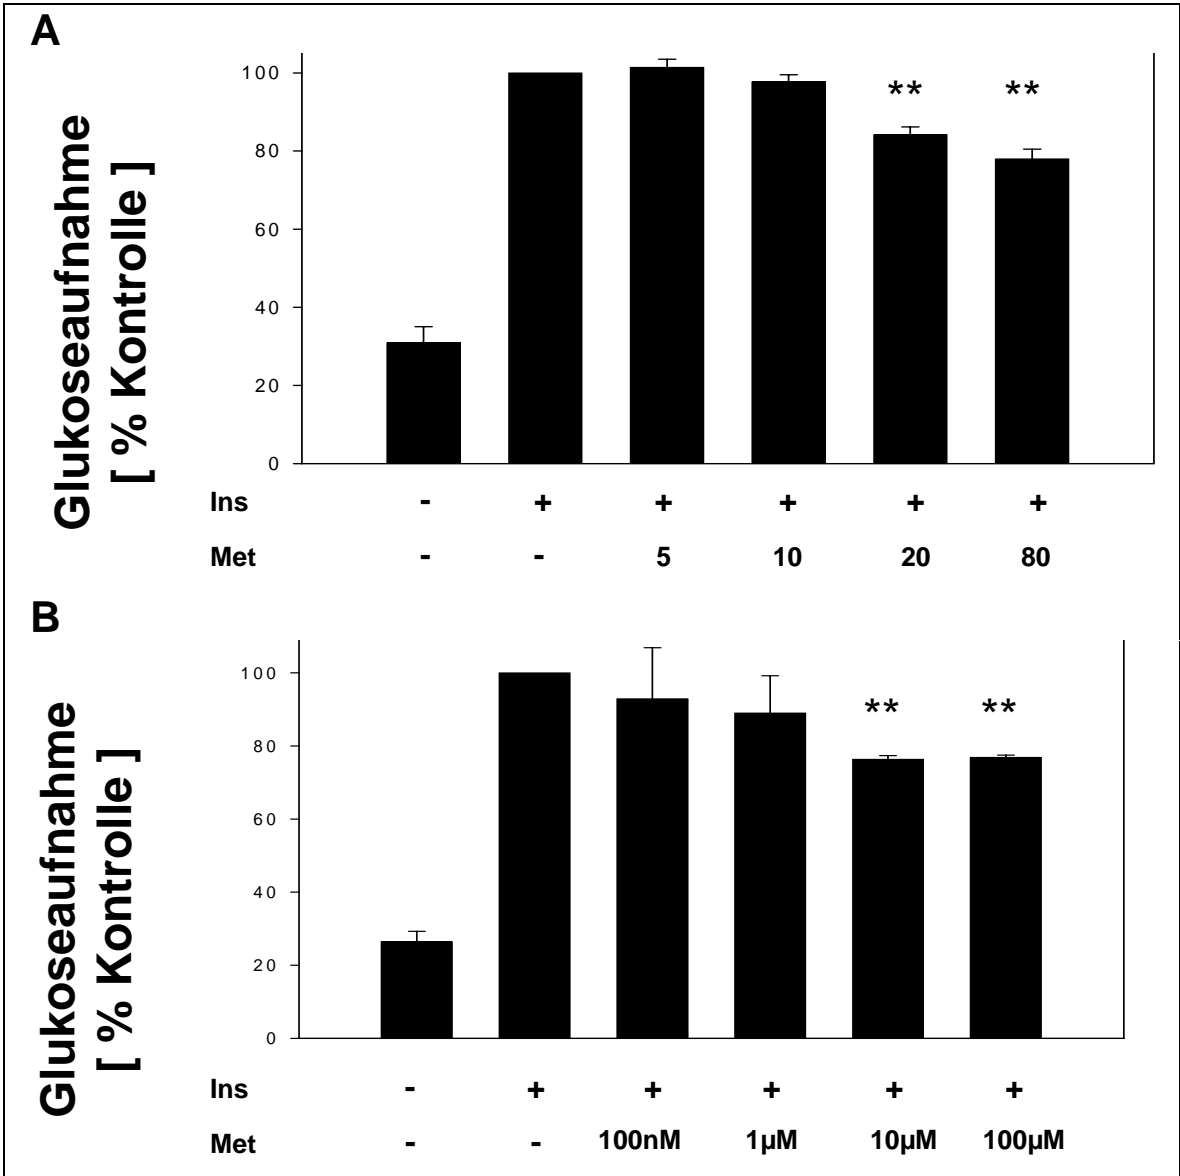 A
Glukoseaufnahme
[ % Kontrolle ]
100
80
60
40
20
0
** **
Ins - + + + + +
Met - - 5 10 20 80
B
Glukoseaufnahme
[ % Kontrolle ]
100
80
60
40
20
0
** **
Ins - + + + + +
Met - - 100nM 1µM 10µM 100µM